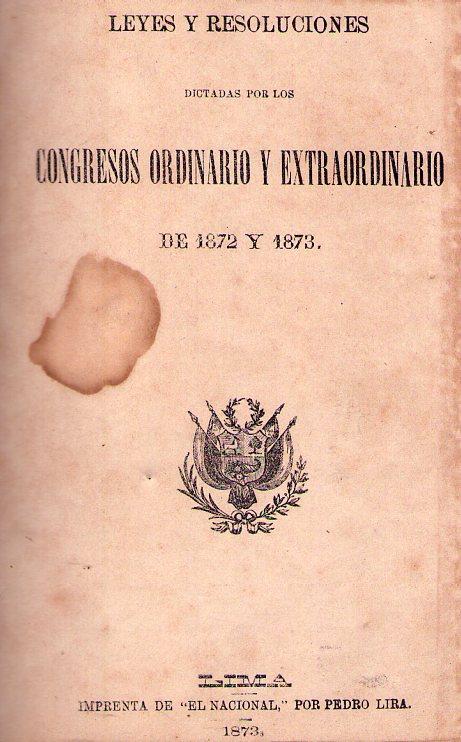 LEYES Y RESOLUCIONES
DICTADAS POR LOS
CONGRESOS ORDINARIO Y EXTRAORDINARIO
DE 1872 Y 1873.
LIMA
IMPRENTA DE "EL NACIONAL," POR PEDRO LIRA.
1873.